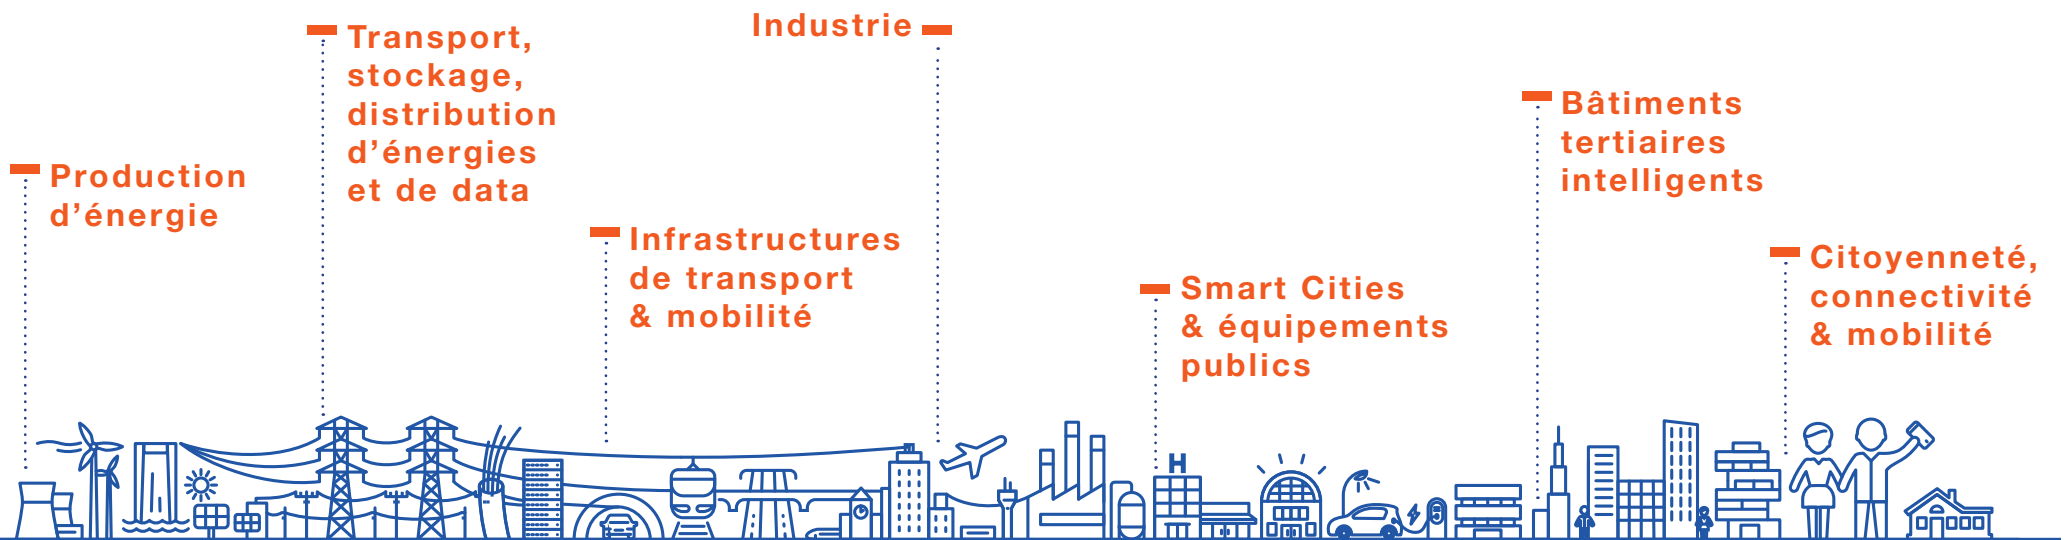 Production
d’énergie
Transport,
stockage,
distribution
d’énergies
et de data
Infrastructures
de transport
& mobilité
Industrie
Smart Cities
& équipements
publics
H
Bâtiments
tertiaires
intelligents
Citoyenneté,
connectivité
& mobilité